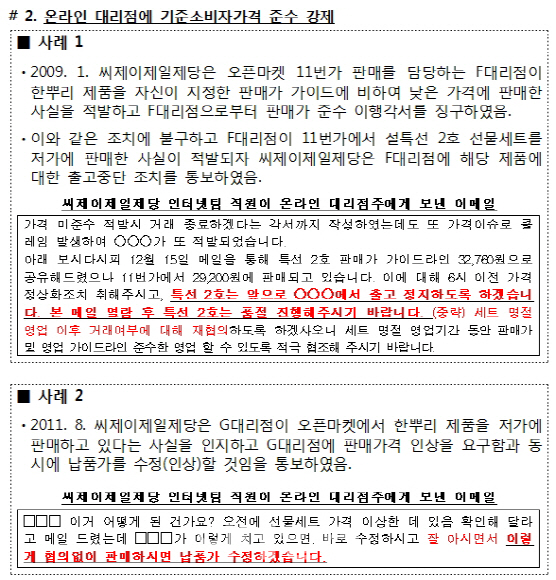 # 2. 온라인 대리점에 기준소비자가격 준수 강제
■ 사례 1
· 2009. 1. 씨제이제일제당은 오픈마켓 11번가 판매를 담당하는 F대리점이
한뿌리 제품을 자신이 지정한 판매가 가이드에 비하여 낮은 가격에 판매한
사실을 적발하고 F대리점으로부터 판매가 준수 이행각서를 징구하였음.
· 이와 같은 조치에 불구하고 F대리점이 11번가에서 설특선 2호 선물세트를
저가에 판매한 사실이 적발되자 씨제이제일제당은 F대리점에 해당 제품에
대한 출고중단 조치를 통보하였음.
씨제이제일제당 인터넷팀 직원이 온라인 대리점주에게 보낸 이메일
가격 미준수 적발시 거래 종료하겠다는 각서까지 작성하였는데도 또 가격이슈로 클
레임 발생하여 〇〇〇가 또 적발되었습니다.
아래 보시다시피 12월 15일 메일을 통해 특선 2호 판매가 가이드라인 32,760원으로
공유해드렸으나 11번가에서 29,200원에 판매되고 있습니다. 이에 대해 6시 이전 가격
정상화조치 취해주시고, 특선 2호는 앞으로 〇〇〇에서 출고 정지하도록 하겠습니
다. 본 메일 열람 후 특선 2호는 품절 진행해주시기 바랍니다. (중략) 세트 명절
영업 이후 거래여부에 대해 재협의하도록 하겠사오니 세트 명절 영업기간 동안 판매가
및 영업 가이드라인 준수한 영업 할 수 있도록 적극 협조해 주시기 바랍니다.
■ 사례 2
· 2011. 8. 씨제이제일제당은 G대리점이 오픈마켓에서 한뿌리 제품을 저가에
판매하고 있다는 사실을 인지하고 G대리점에 판매가격 인상을 요구함과 동
시에 납품가를 수정(인상)할 것임을 통보하였음.
씨제이제일제당 인터넷팀 직원이 온라인 대리점주에게 보낸 이메일
□□□ 이거 어떻게 된 건가요? 오전에 선물세트 가격 이상한 데 있음 확인해 달라
고 메일 드렸는데 □□□가 이렇게 치고 있으면. 바로 수정하시고 잘 아시면서 이렇
게 협의없이 판매하시면 납품가 수정하겠습니다.